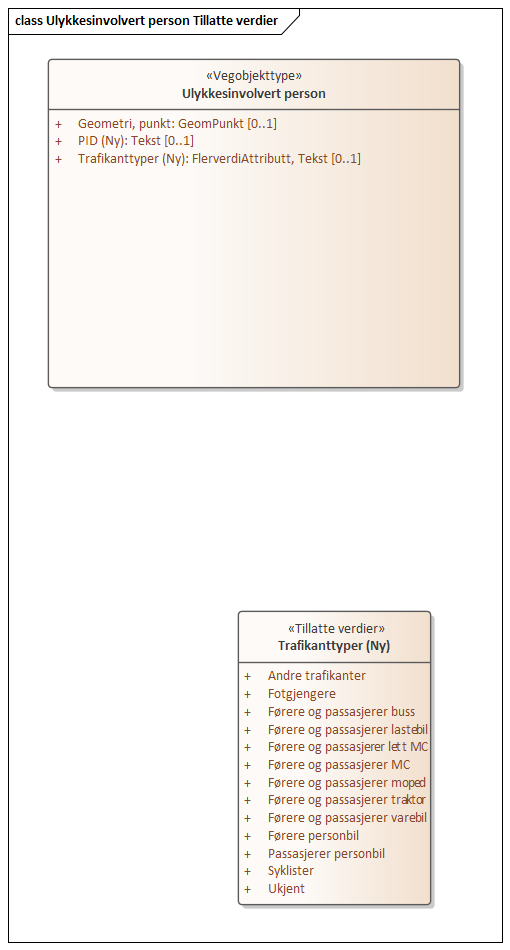 class Ulykkesinvolvert person Tillatte verdier
«Vegobjekttype»
Ulykkesinvolvert person
+ Geometri, punkt: GeomPunkt [0..1]
+ PID (Ny): Tekst [0..1]
+ Trafikanttyper (Ny): FlerverdiAttributt, Tekst [0..1]
«Tillatte verdier»
Trafikanttyper (Ny)
+ Andre trafikanter
+ Fotgjengere
+ Førere og passasjerer buss
+ Førere og passasjerer lastebil
+ Førere og passasjerer lett MC
+ Førere og passasjerer MC
+ Førere og passasjerer moped
+ Førere og passasjerer traktor
+ Førere og passasjerer varebil
+ Førere personbil
+ Passasjerer personbil
+ Syklister
+ Ukjent